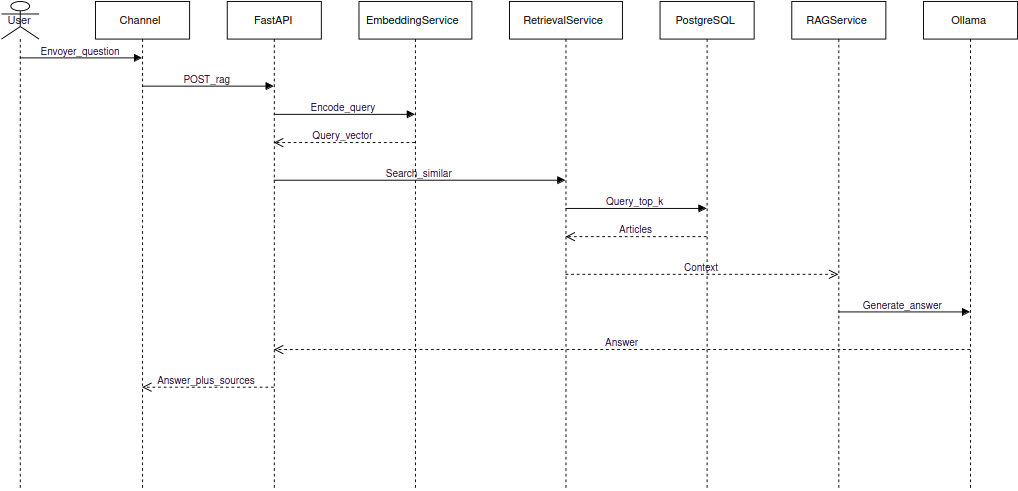 User
Channel
FastAPI
EmbeddingService
RetrievalService
PostgreSQL
RAGService
Ollama
Envoyer_question
POST_rag
Encode_query
Query_vector
Search_similar
Query_top_k
Articles
Context
Generate_answer
Answer
Answer_plus_sources